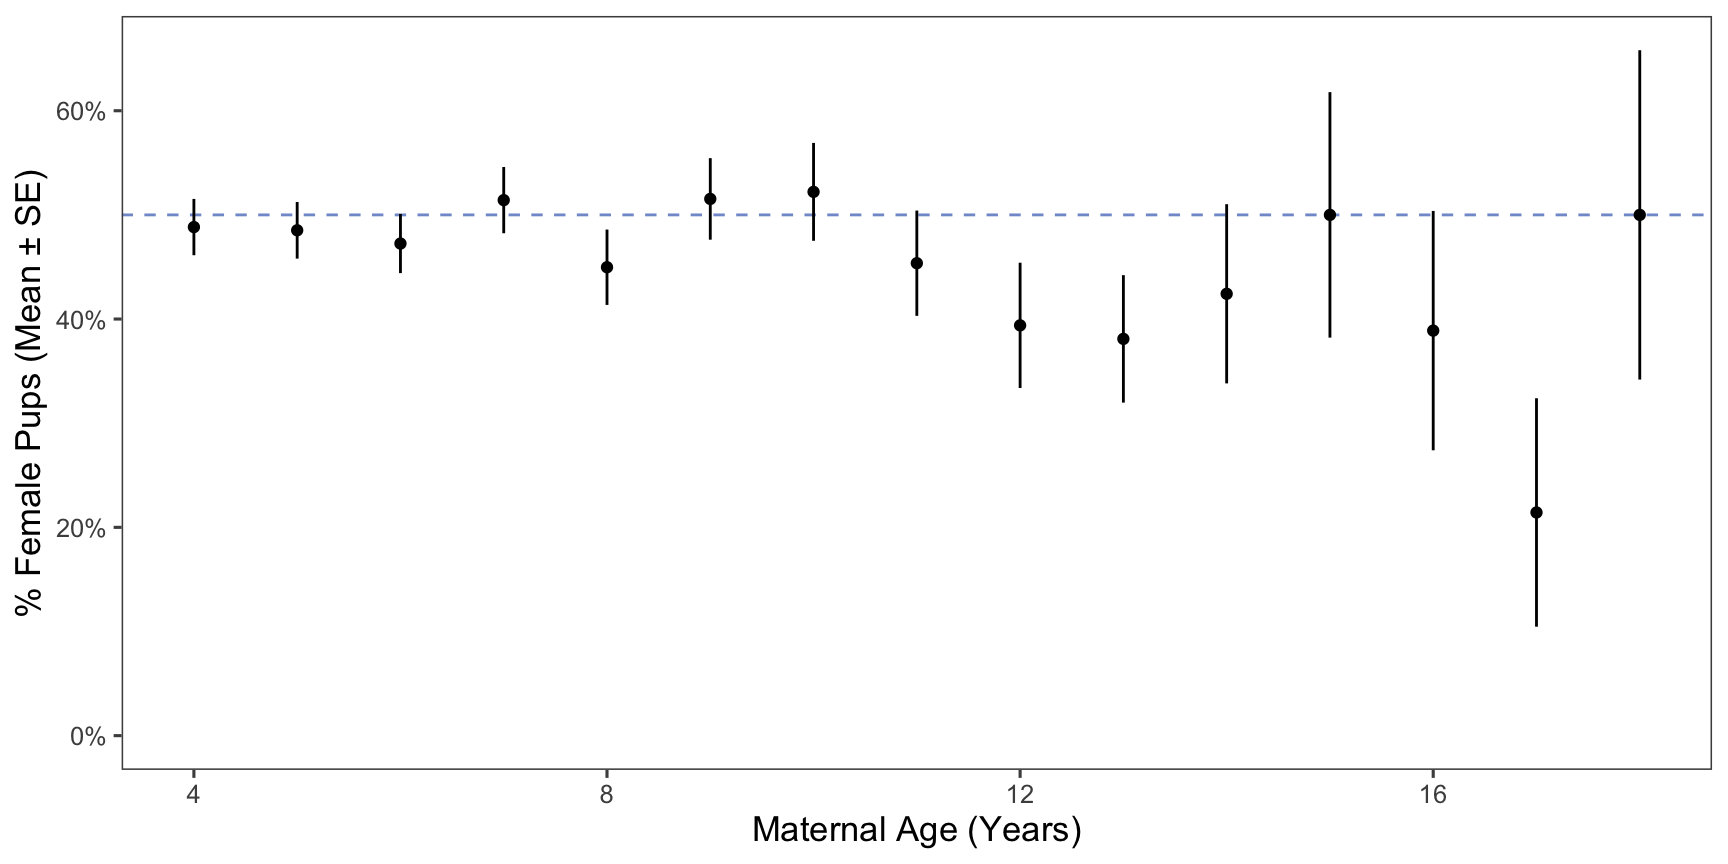 % Female Pups (Mean ± SE)
60%
40%
20%
0%
4 8 12 16
Maternal Age (Years)